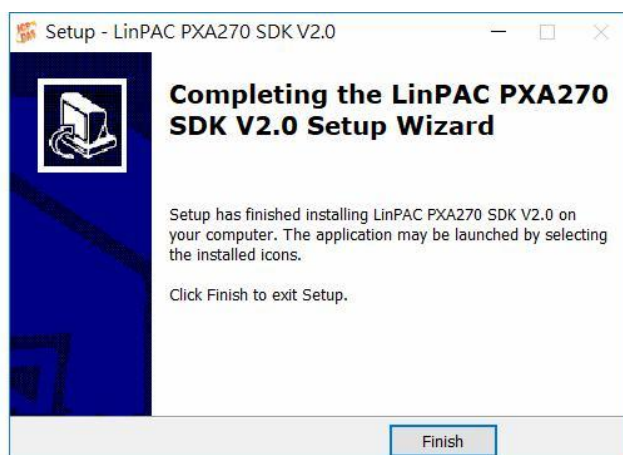 Setup - LinPAC PXA270 SDK V2.0
Completing the LinPAC PXA270
SDK V2.0 Setup Wizard
Setup has finished installing LinPAC PXA270 SDK V2.0 on
your computer. The application may be launched by selecting
the installed icons.
Click Finish to exit Setup.
Finish